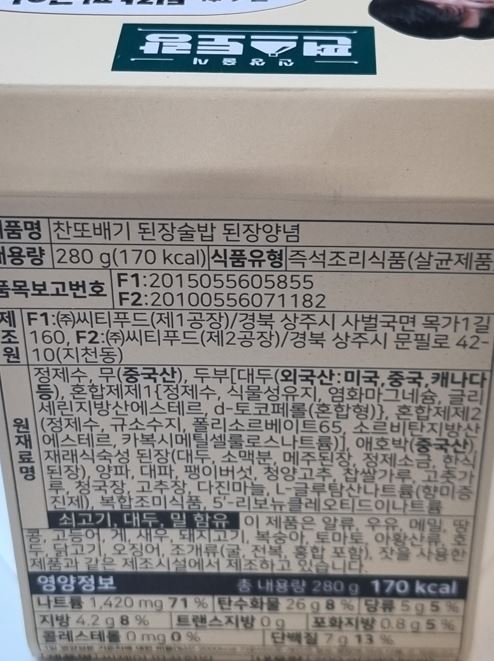 편스토랑
제품명 찬또배기 된장술밥 된장양념
내용량 280 g(170 kcal) 식품유형 즉석조리식품(살균제품
품목보고번호 F1:2015055605855
F2:20100556071182
제조원 F1:㈜씨티푸드(제1공장)/경북 상주시 사벌국면 목가1길
160, F2:㈜씨티푸드(제2공장)/경북 상주시 문필로 42-
10(지천동)
원재료명
정제수, 무(중국산), 두부[대두(외국산:미국,중국,캐나다
등), 혼합제제1{정제수, 식물성유지, 염화마그네슘, 글리
세린지방산에스테르, d-토코페롤(혼합형)}, 혼합제제2
(정제수, 규소수지, 폴리소르베이트65, 소르비탄지방산
에스테르, 카복시메틸셀룰로스나트륨)], 애호박(중국산),
재래식숙성 된장(대두, 소맥분, 메주된장, 정제소금, 한식
된장), 양파, 대파, 팽이버섯, 청양고추, 찹쌀가루, 고춧가
루, 청국장, 고추장, 다진마늘, L-글루탐산나트륨(향미증
진제), 복합조미식품, 5'-리보뉴클레오티드이나트륨
쇠고기, 대두, 밀 함유 이 제품은 알류, 우유, 메밀, 땅
콩, 고등어, 게, 새우, 돼지고기, 복숭아, 토마토, 아황산류, 호
두, 닭고기, 오징어, 조개류(굴, 전복, 홍합 포함), 잣을 사용한
제품과 같은 제조시설에서 제조하고 있습니다.
영양정보 총 내용량 280 g 170 kcal
나트륨 1,420 mg 71 % 탄수화물 26 g 8 % 당류 5 g 5 %
지방 4.2 g 8 % 트랜스지방 0 g 포화지방 0.8 g 5 %
콜레스테롤 0 mg 0 % 단백질 7 g 13 %